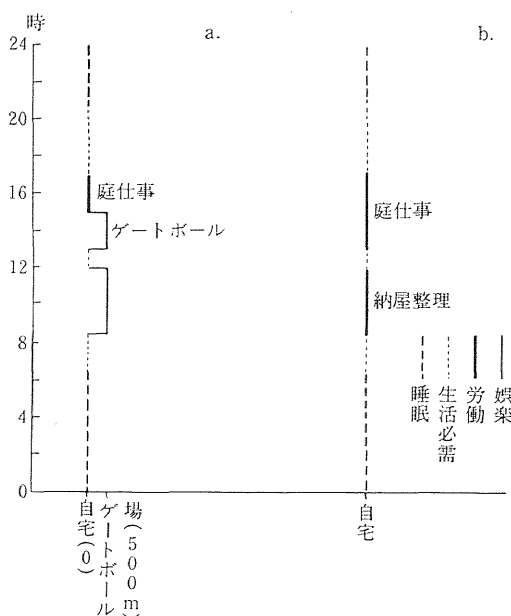 時
a.
b.
24
20
16
12
8
4
0
庭仕事
ゲートボール
庭仕事
納屋整理
睡眠
生活必需
労働
娯楽
自宅(0)
ゲートボール
場(500m)
自宅